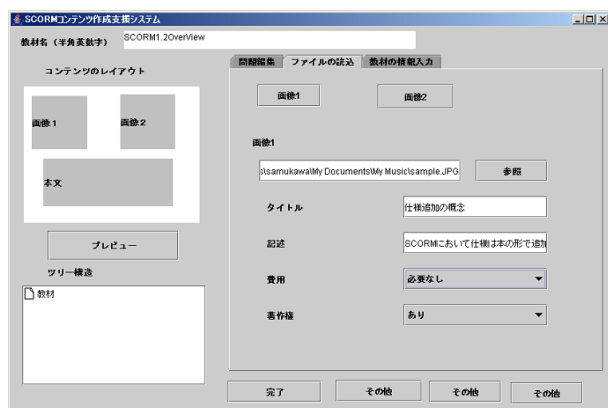 SCORMコンテンツ作成支援システム
教材名（半角英数字）
SCORM1.2OverView
コンテンツのレイアウト
画像1
画像2
本文
プレビュー
ツリー構造
教材
問題編集
ファイルの読込
教材の情報入力
画像1
画像2
画像1
s\samukawa\My Documents\My Music\sample.JPG
参照
タイトル
仕様追加の概念
記述
SCORMにおいて仕様は本の形で追加
費用
必要なし
著作権
あり
完了
その他
その他
その他